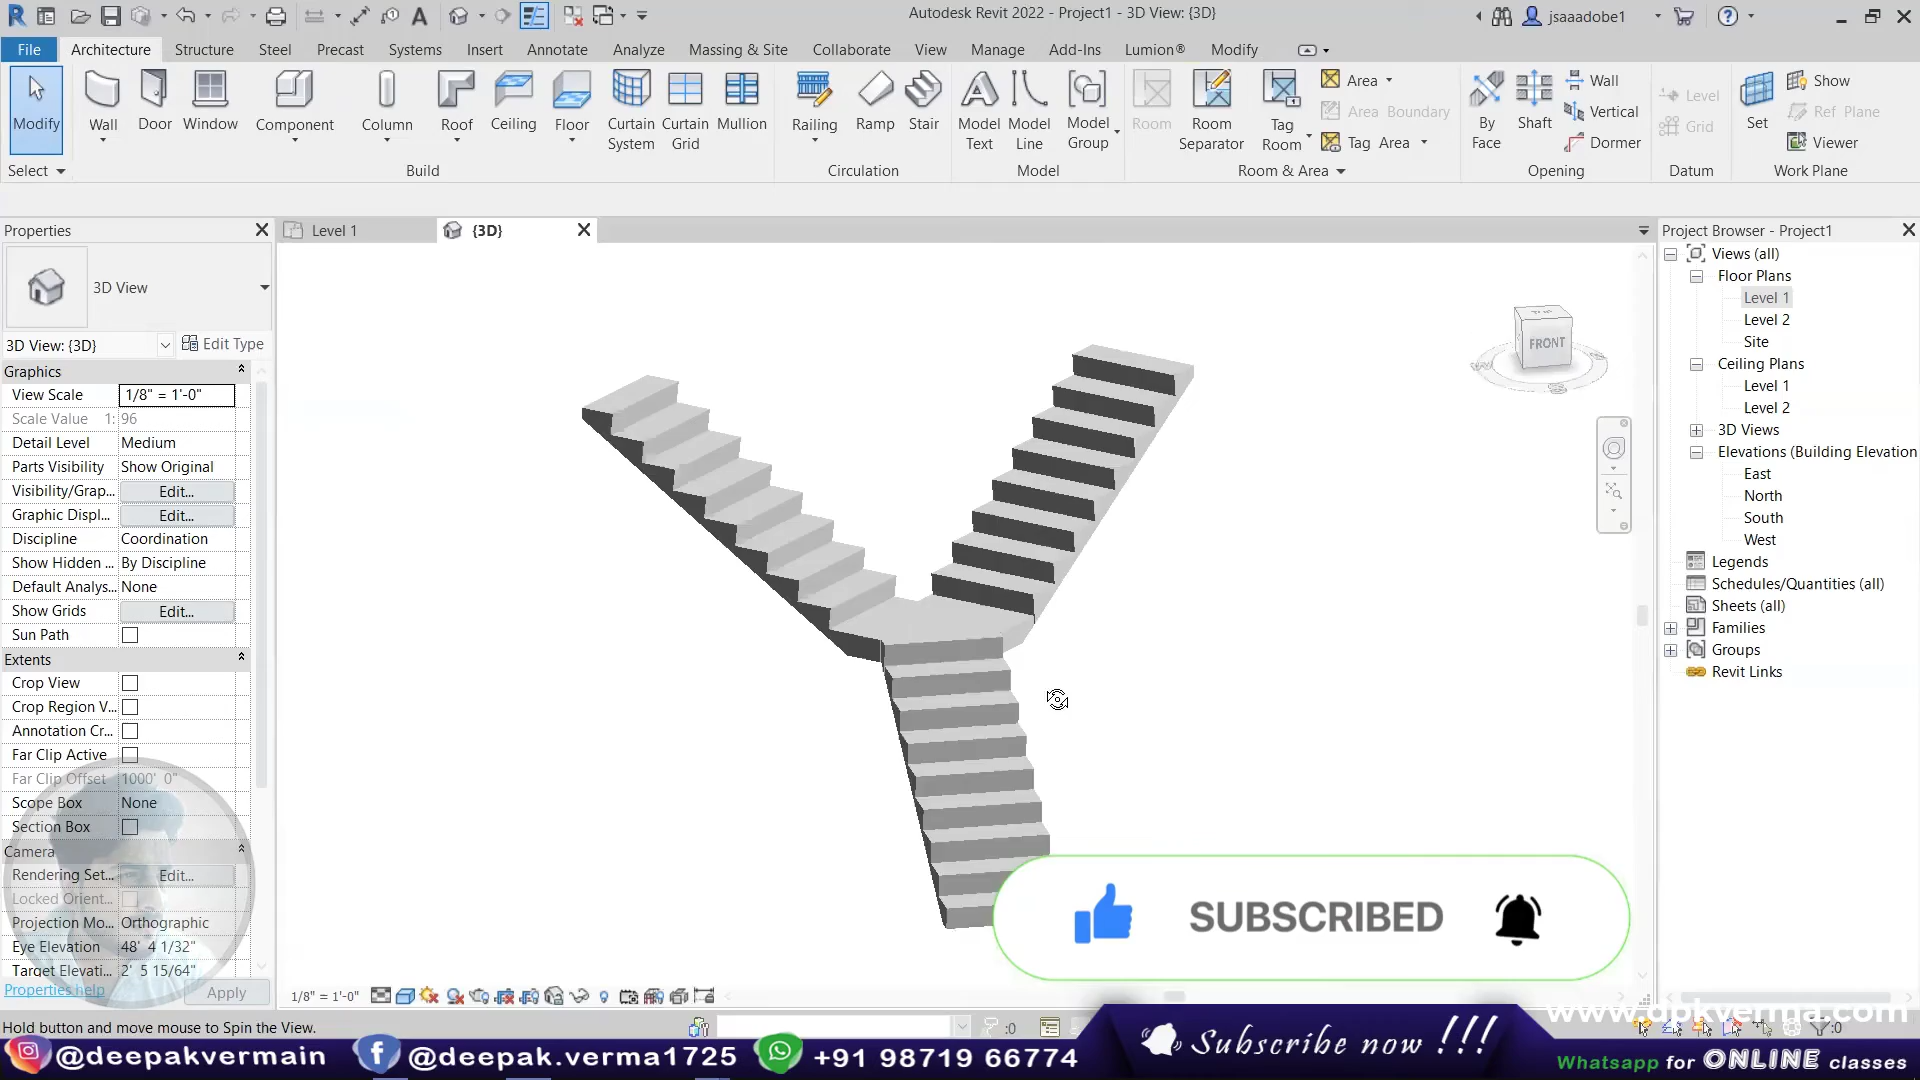 Autodesk Revit 2022 - Project1 - 3D View: {3D}
jsaaadobe1
File
Architecture
Structure
Steel
Precast
Systems
Insert
Annotate
Analyze
Massing & Site
Collaborate
View
Manage
Add-Ins
Lumion®
Modify
Modify
Wall
Door
Window
Component
Column
Roof
Ceiling
Floor
Curtain System
Curtain Grid
Mullion
Railing
Ramp
Stair
Model Text
Model Line
Model Group
Room
Room Separator
Tag Room
Area
Area Boundary
Tag Area
By Face
Shaft
Wall
Vertical
Dormer
Level
Grid
Set
Show
Ref Plane
Viewer
Select
Build
Circulation
Model
Room & Area
Opening
Datum
Work Plane
Properties
3D View
3D View: {3D}
Edit Type
Graphics
View Scale 1/8" = 1'-0"
Scale Value 1: 96
Detail Level Medium
Parts Visibility Show Original
Visibility/Grap... Edit...
Graphic Displ... Edit...
Discipline Coordination
Show Hidden ... By Discipline
Default Analys... None
Show Grids Edit...
Sun Path
Extents
Crop View
Crop Region V...
Annotation Cr...
Far Clip Active
Far Clip Offset 1000' 0"
Scope Box None
Section Box
Camera
Rendering Set... Edit...
Locked Orient...
Projection Mo... Orthographic
Eye Elevation 48' 4 1/32"
Target Elevati... 2' 5 15/64"
Properties help
Apply
Level 1
{3D}
FRONT
SUBSCRIBED
1/8" = 1'-0"
Project Browser - Project1
Views (all)
Floor Plans
Level 1
Level 2
Site
Ceiling Plans
Level 1
Level 2
3D Views
Elevations (Building Elevation
East
North
South
West
Legends
Schedules/Quantities (all)
Sheets (all)
Families
Groups
Revit Links
www.dpkverma.com
Hold button and move mouse to Spin the View.
:0
:0
@deepakvermain
@deepak.verma1725
+91 98719 66774
Subscribe now !!!
Whatsapp for ONLINE classes